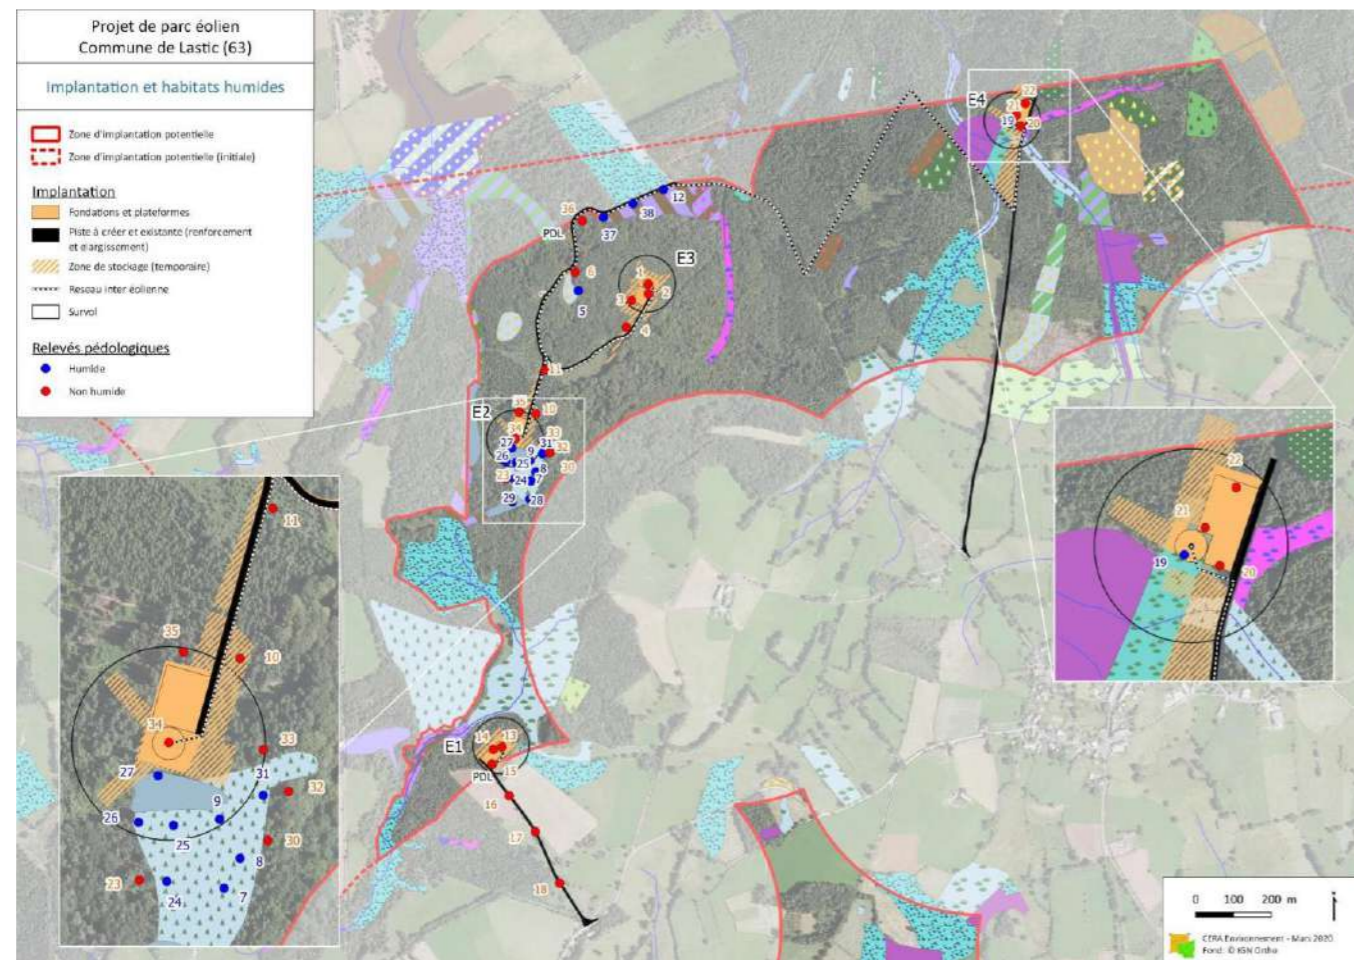 Projet de parc éolien
Commune de Lastic (63)
Implantation et habitats humides
Zone d'implantation potentielle
Zone d'implantation potentielle (initiale)
Implantation
Fondations et plateformes
Piste à créer et existante (renforcement
et élargissement)
Zone de stockage (temporaire)
Reseau inter éolienne
Survol
Relevés pédologiques
Humide
Non humide
E4
22
21
19
20
12
36
38
37
PDL
E3
6
1
2
5
3
4
11
E2
35
10
34
33
27
31
32
26
9
25
30
8
23
24
7
29
28
11
35
10
34
33
27
31
32
9
26
25
30
8
23
24
7
22
21
19
20
E1
14
13
15
PDL
16
17
18
0 100 200 m
CERA Environnement - Mars 2020
Fond: © IGN Ortho